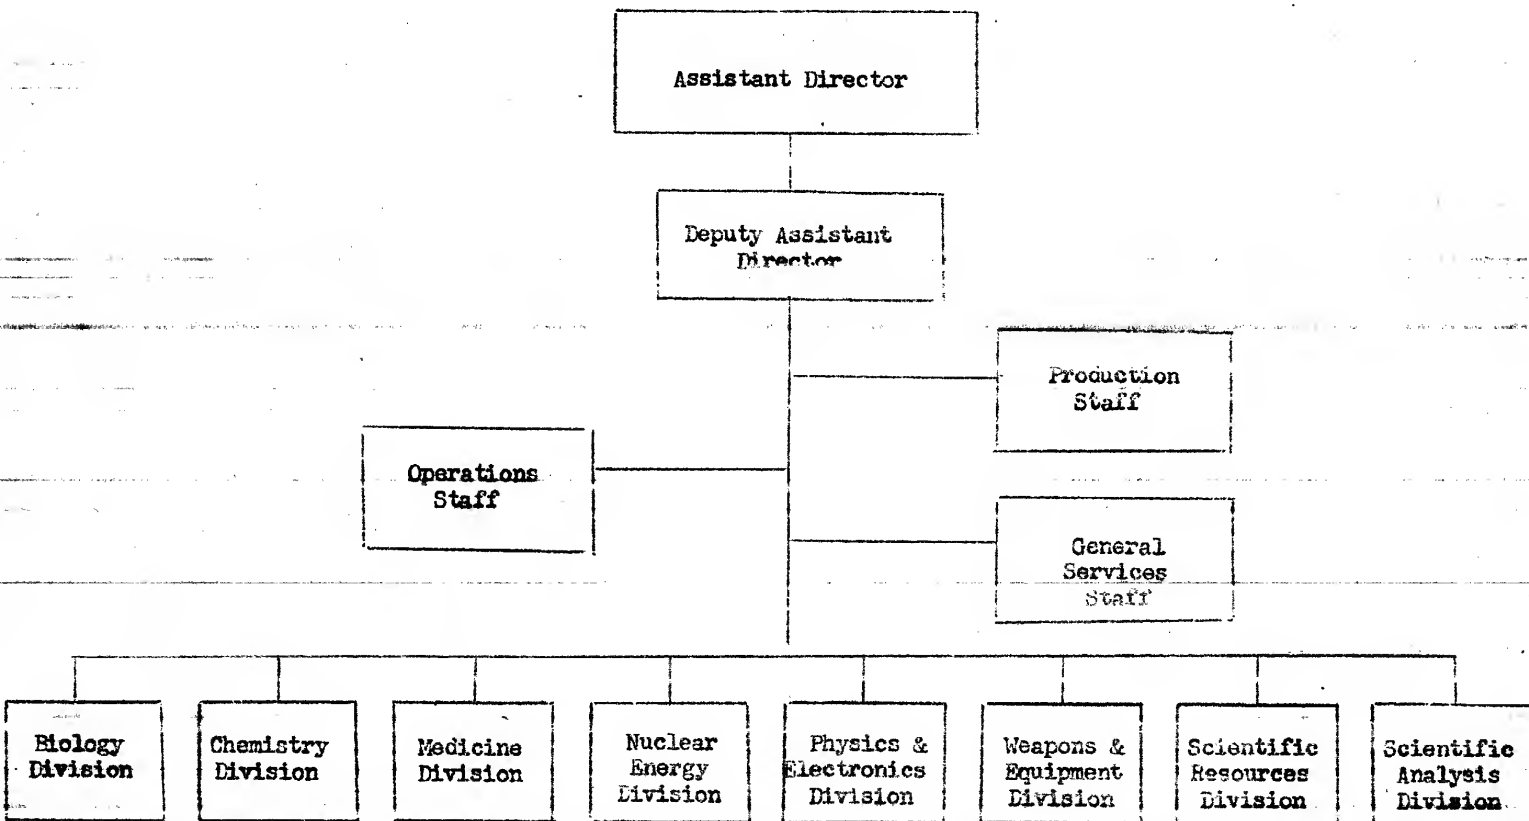 Assistant Director
Deputy Assistant
Director
Production
Staff
Operations
Staff
General
Services
Staff
Biology
Division
Chemistry
Division
Medicine
Division
Nuclear
Energy
Division
Physics &
Electronics
Division
Weapons &
Equipment
Division
Scientific
Resources
Division
Scientific
Analysis
Division